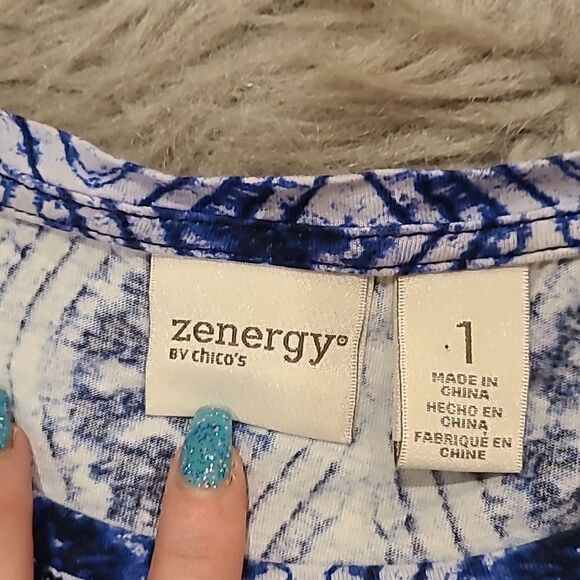 zenergy®
BY chico's
1
MADE IN
CHINA
HECHO EN
CHINA
FABRIQUÉ EN
CHINE